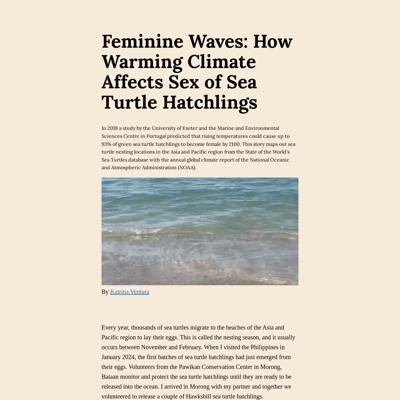 Feminine Waves: How
Warming Climate
Affects Sex of Sea
Turtle Hatchlings
In 2018 a study by the University of Exeter and the Marine and Environmental
Sciences Centre in Portugal predicted that rising temperatures could cause up to
93% of green sea turtle hatchlings to become female by 2100. This story maps out sea
turtle nesting locations in the Asia and Pacific region from the State of the World's
Sea Turtles database with the annual global climate report of the National Oceanic
and Atmospheric Administration (NOAA).
By Katrina Ventura
Every year, thousands of sea turtles migrate to the beaches of the Asia and
Pacific region to lay their eggs. This is called the nesting season, and it usually
occurs between November and February. When I visited the Philippines in
January 2024, the first batches of sea turtle hatchlings had just emerged from
their eggs. Volunteers from the Pawikan Conservation Center in Morong,
Bataan monitor and protect the sea turtle hatchlings until they are ready to be
released into the ocean. I arrived in Morong with my partner and together we
volunteered to release a couple of Hawksbill sea turtle hatchlings.